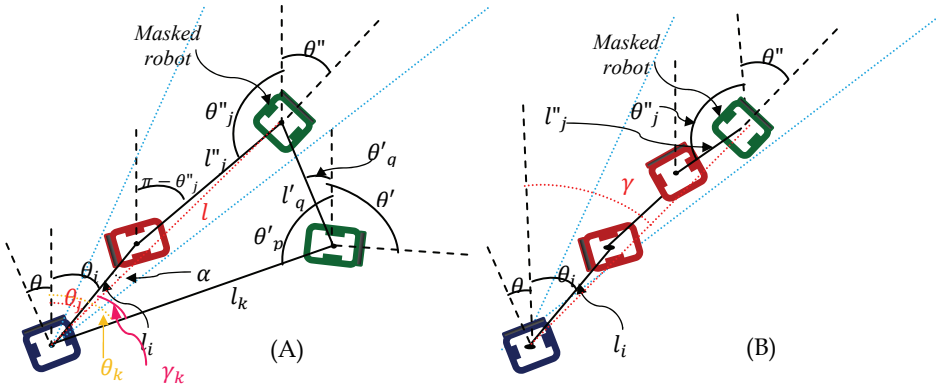 Masked
robot
θ"
θ"j
l"j
θ'q
π − θ"j
l
l'q
θ'
θ'p
θ
θi
θj
α
lk
li
θk
γk
(A)
Masked
robot
θ"
θ"j
l"j
γ
θ
θi
li
(B)